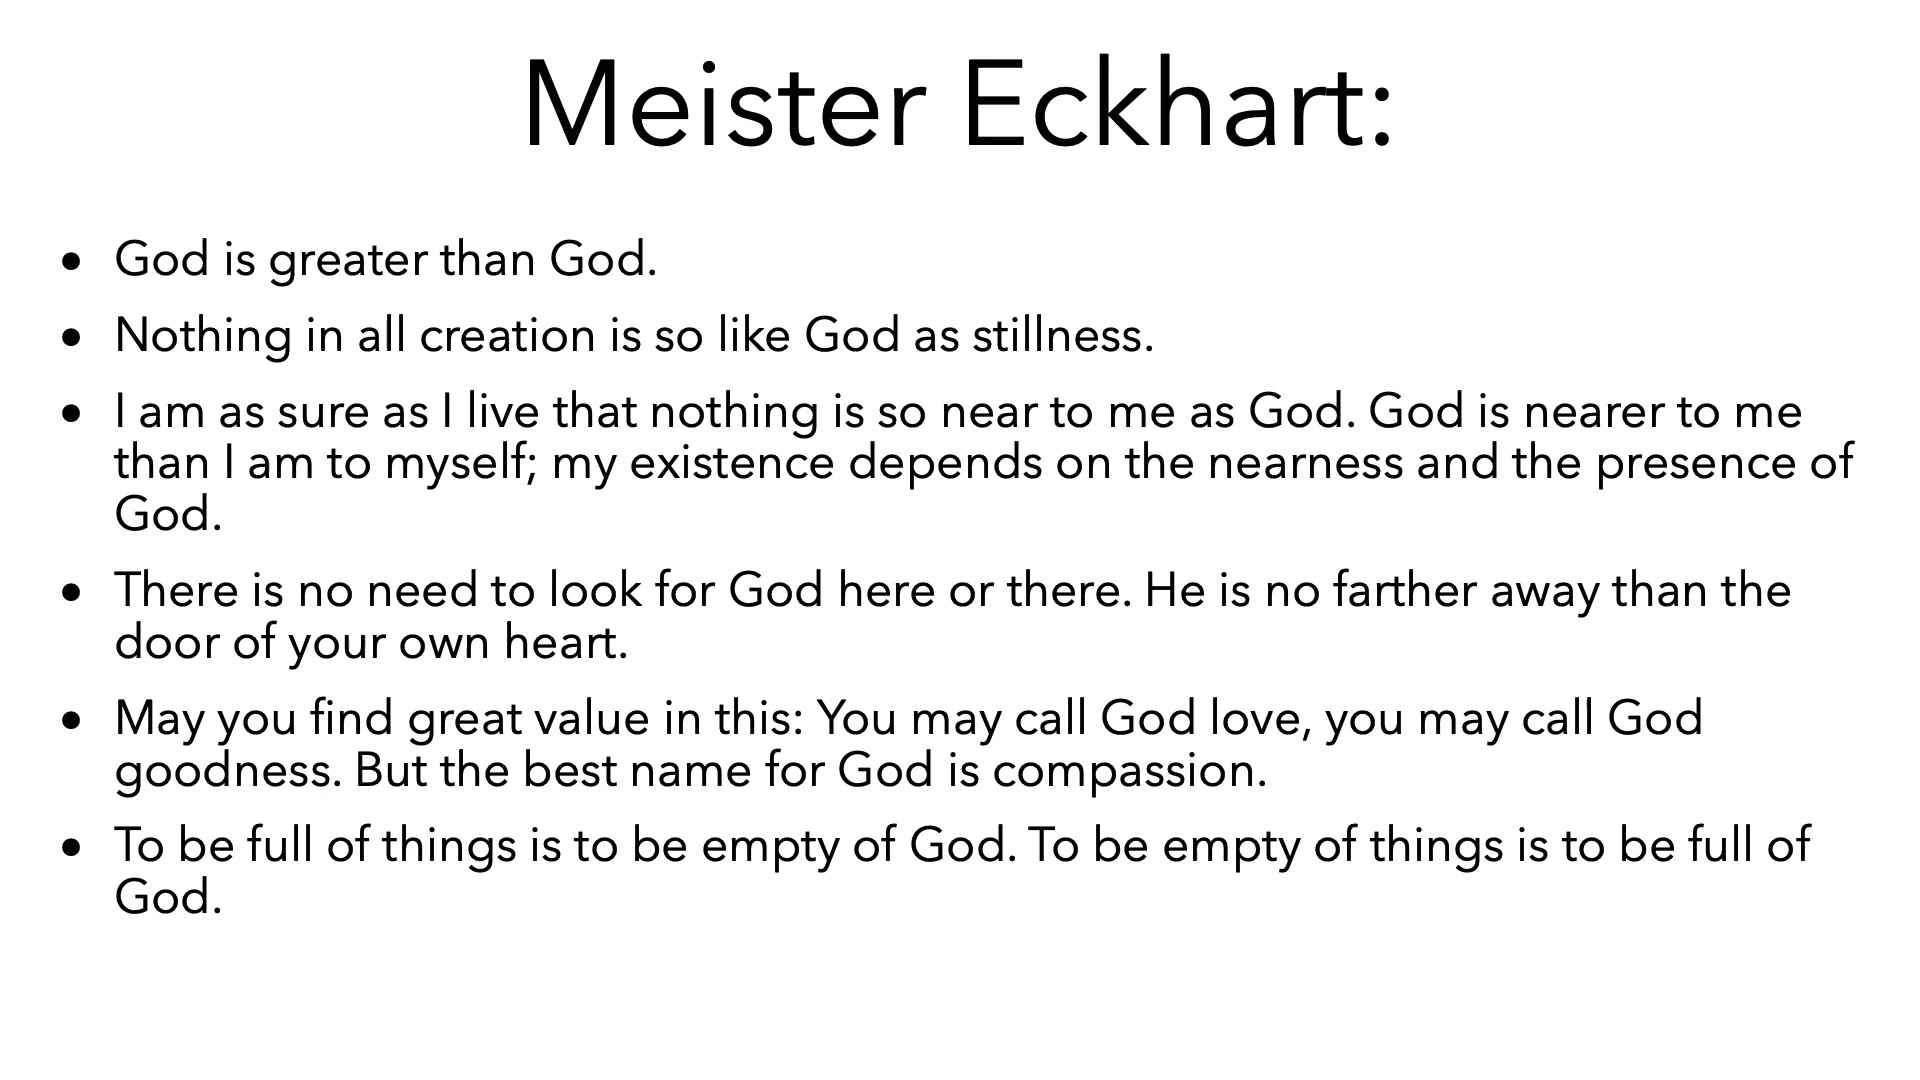 Meister Eckhart:
• God is greater than God.
• Nothing in all creation is so like God as stillness.
• I am as sure as I live that nothing is so near to me as God. God is nearer to me
than I am to myself; my existence depends on the nearness and the presence of
God.
• There is no need to look for God here or there. He is no farther away than the
door of your own heart.
• May you find great value in this: You may call God love, you may call God
goodness. But the best name for God is compassion.
• To be full of things is to be empty of God. To be empty of things is to be full of
God.